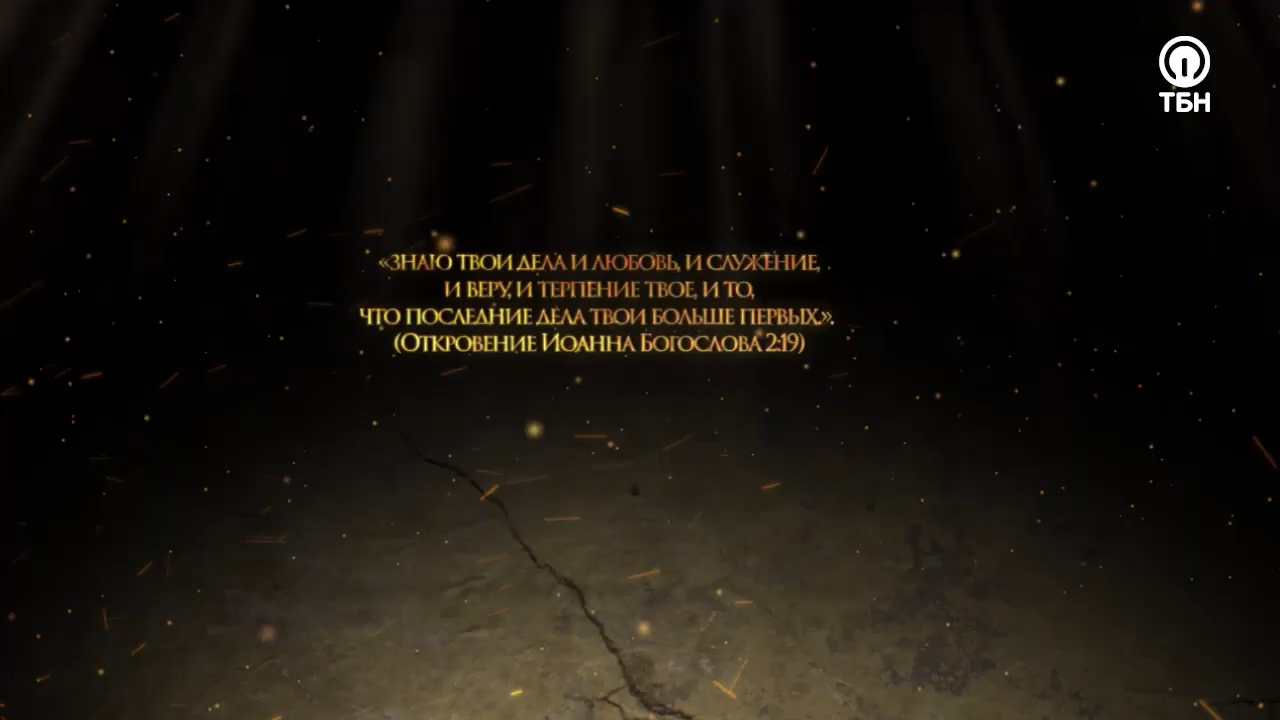 ТБН
«ЗНАЮ ТВОИ ДЕЛА И ЛЮБОВЬ, И СЛУЖЕНИЕ,
И ВЕРУ, И ТЕРПЕНИЕ ТВОЕ, И ТО,
ЧТО ПОСЛЕДНИЕ ДЕЛА ТВОИ БОЛЬШЕ ПЕРВЫХ.».
(ОТКРОВЕНИЕ ИОАННА БОГОСЛОВА 2:19)